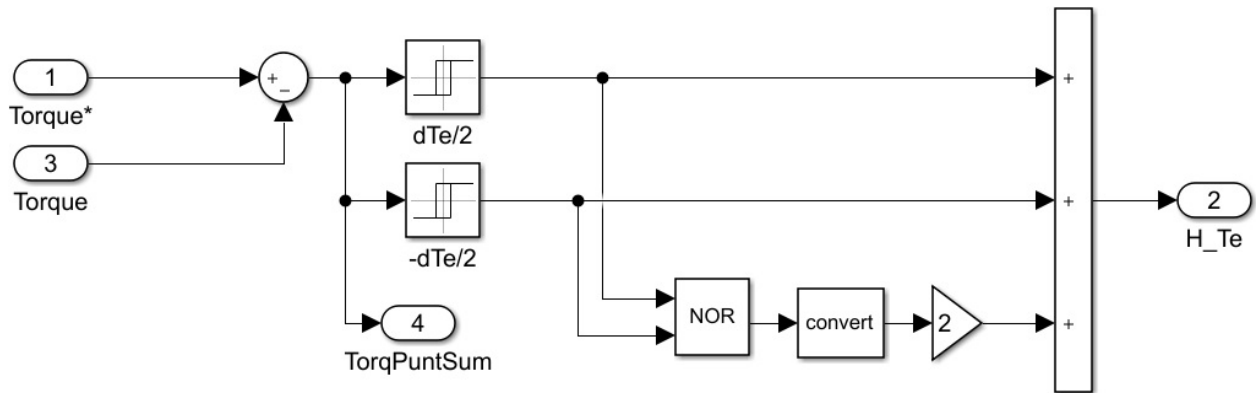 1
Torque*
+
_
3
Torque
dTe/2
-dTe/2
4
TorqPuntSum
NOR
convert
2
+
+
+
2
H_Te